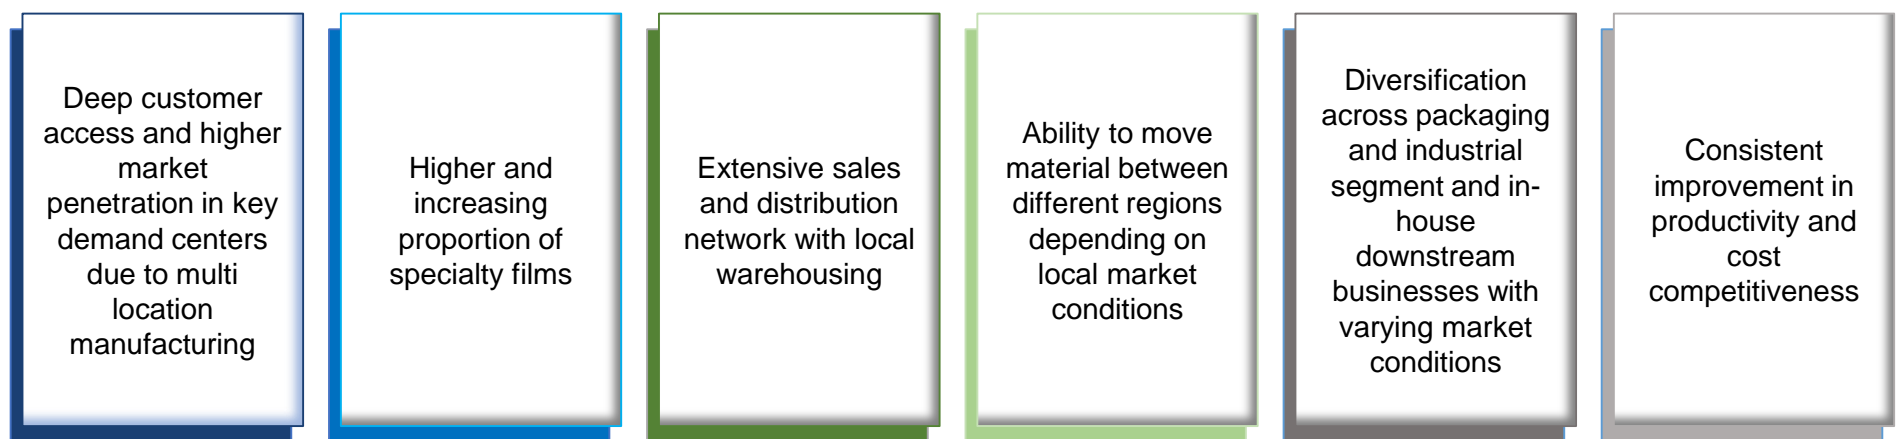 Deep customer
access and higher
market
penetration in key
demand centers
due to multi
location
manufacturing
Higher and
increasing
proportion of
specialty films
Extensive sales
and distribution
network with local
warehousing
Ability to move
material between
different regions
depending on
local market
conditions
Diversification
across packaging
and industrial
segment and in-
house
downstream
businesses with
varying market
conditions
Consistent
improvement in
productivity and
cost
competitiveness